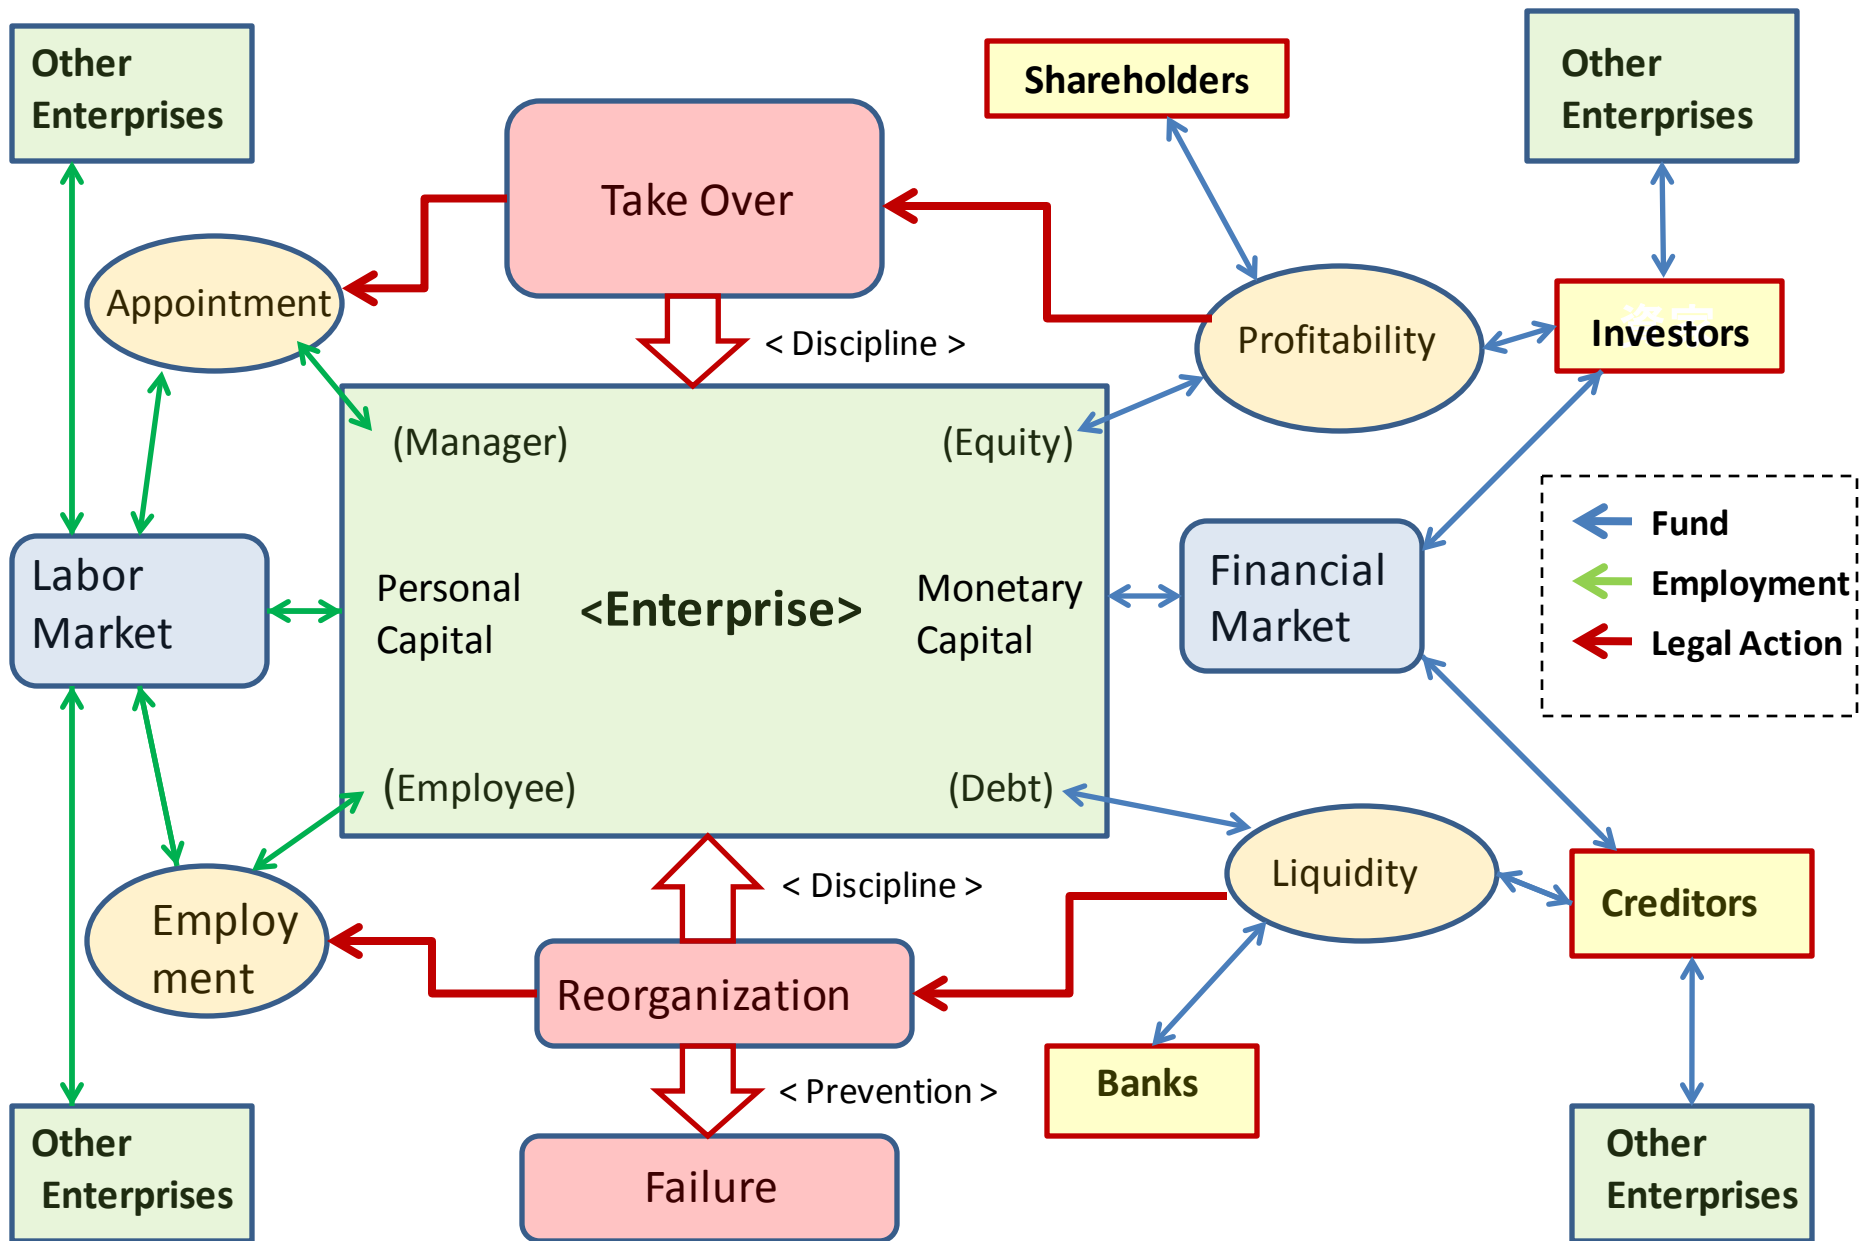 Other
Enterprises
Shareholders
Other
Enterprises
Take Over
Appointment
< Discipline >
Profitability
Investors
(Manager)
(Equity)
Fund
Employment
Legal Action
Labor
Market
Personal
Capital
<Enterprise>
Monetary
Capital
Financial
Market
(Employee)
(Debt)
Liquidity
< Discipline >
Creditors
Employ
ment
Reorganization
Banks
< Prevention >
Other
Enterprises
Failure
Other
Enterprises